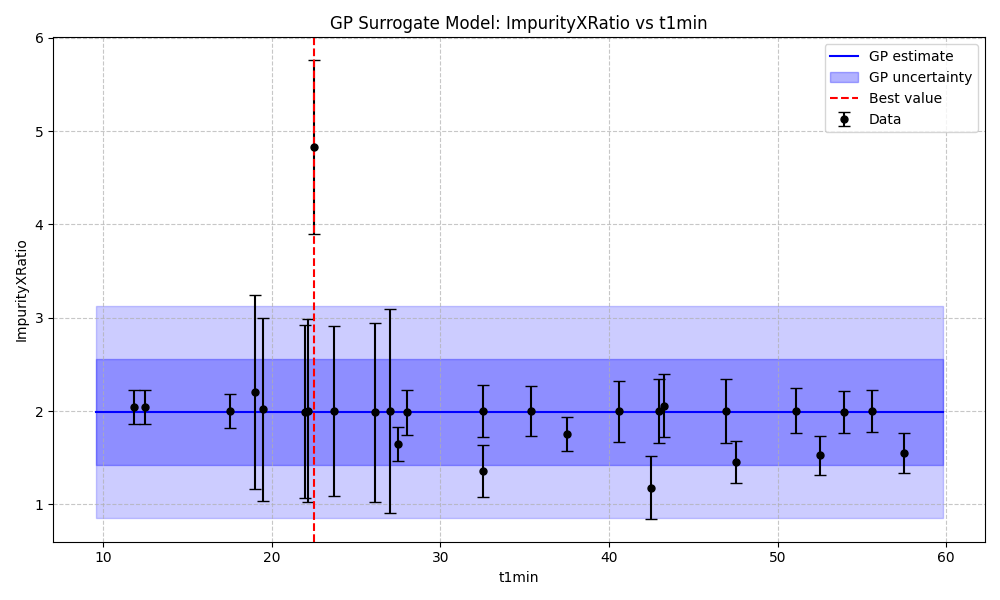 GP Surrogate Model: ImpurityXRatio vs t1min
GP estimate
GP uncertainty
Best value
Data
ImpurityXRatio
6
5
4
3
2
1
10 20 30 40 50 60
t1min